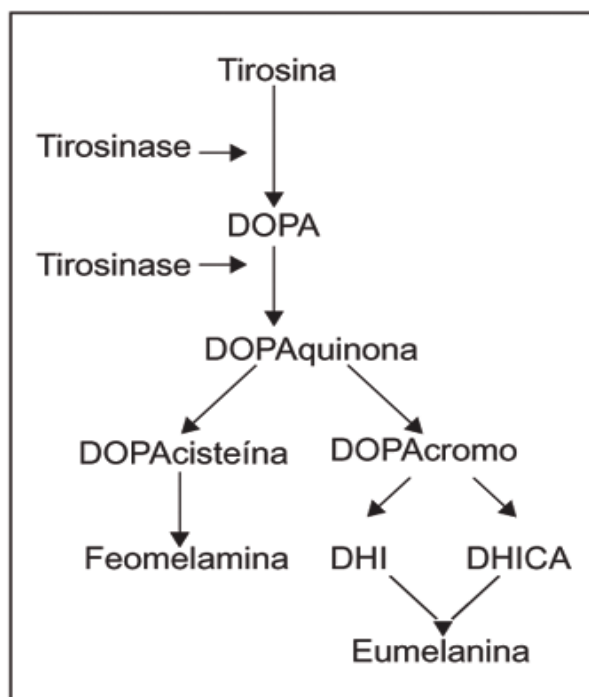 Tirosina
Tirosinase
DOPA
Tirosinase
DOPAquinona
DOPAcisteína DOPAcromo
Feomelamina DHI DHICA
Eumelanina